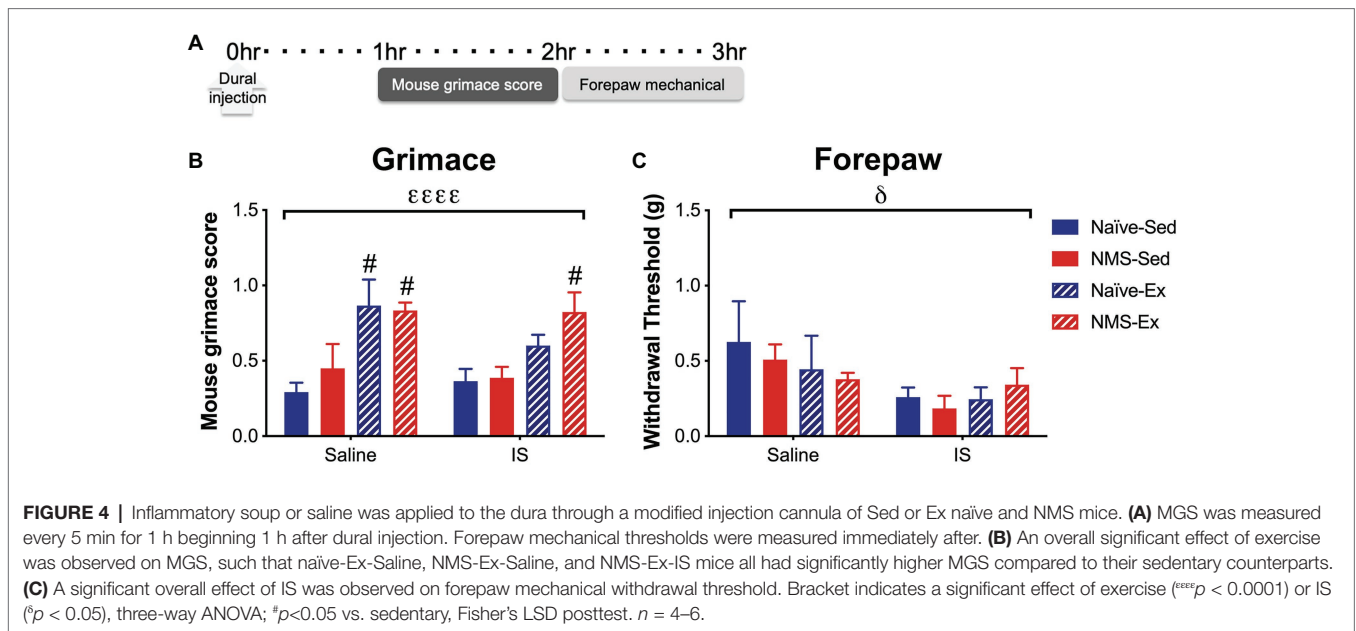 A
0hr 1hr 2hr 3hr
Dural
injection
Mouse grimace score
Forepaw mechanical
B
Grimace
εεεε
Mouse grimace score
1.5
1.0
0.5
0.0
# # #
Saline IS
C
Forepaw
δ
Withdrawal Threshold (g)
1.5
1.0
0.5
0.0
Saline IS
Naïve-Sed
NMS-Sed
Naïve-Ex
NMS-Ex
FIGURE 4 | Inflammatory soup or saline was applied to the dura through a modified injection cannula of Sed or Ex naïve and NMS mice. (A) MGS was measured
every 5 min for 1 h beginning 1 h after dural injection. Forepaw mechanical thresholds were measured immediately after. (B) An overall significant effect of exercise
was observed on MGS, such that naïve-Ex-Saline, NMS-Ex-Saline, and NMS-Ex-IS mice all had significantly higher MGS compared to their sedentary counterparts.
(C) A significant overall effect of IS was observed on forepaw mechanical withdrawal threshold. Bracket indicates a significant effect of exercise (εεεεp < 0.0001) or IS
(δp < 0.05), three-way ANOVA; #p<0.05 vs. sedentary, Fisher's LSD posttest. n = 4–6.